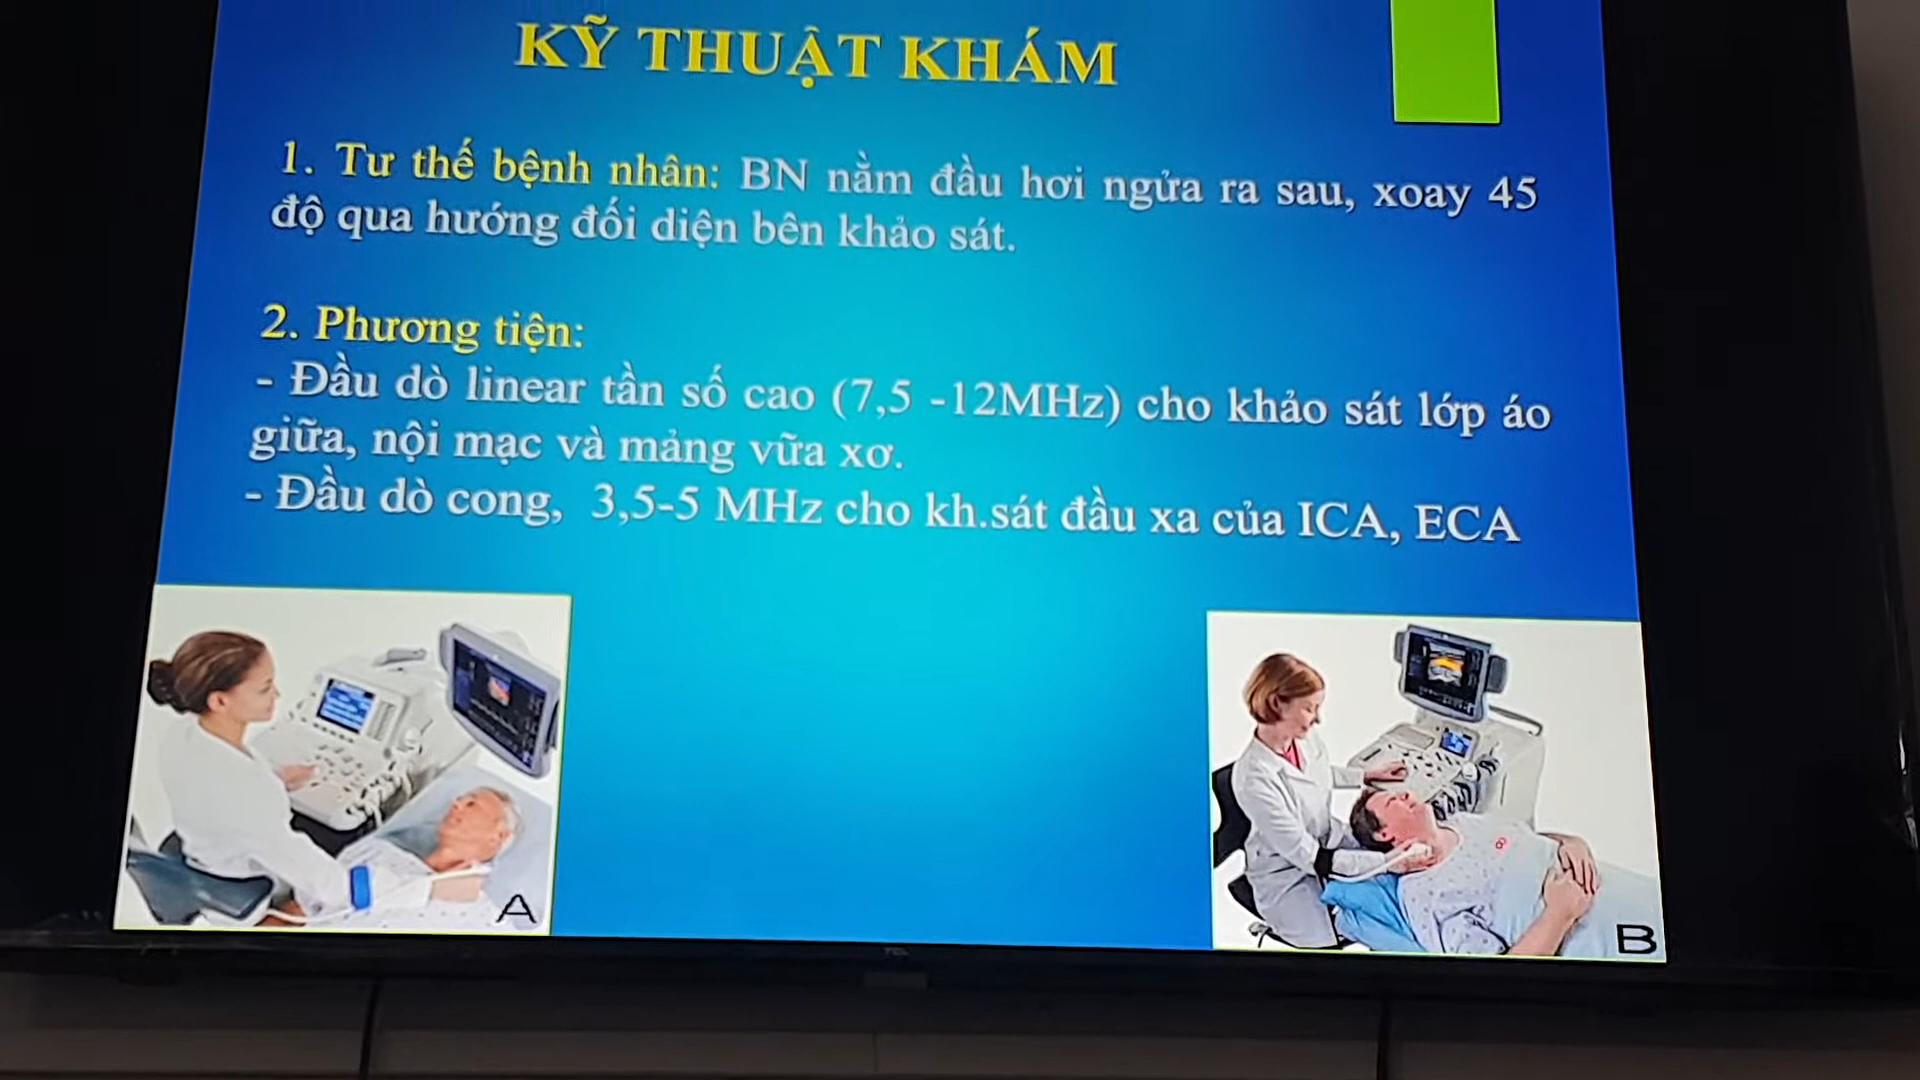 KỸ THUẬT KHÁM
1. Tư thế bệnh nhân: BN nằm đầu hơi ngửa ra sau, xoay 45
độ qua hướng đối diện bên khảo sát.
2. Phương tiện:
- Đầu dò linear tần số cao (7,5 -12MHz) cho khảo sát lớp áo
giữa, nội mạc và mảng vữa xơ.
- Đầu dò cong, 3,5-5 MHz cho kh.sát đầu xa của ICA, ECA
A
B
TCL